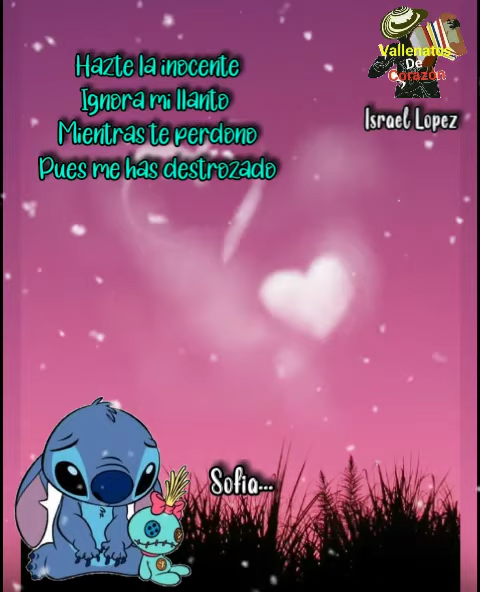 Hazte la inocente
Ignora mi llanto
Mientras te perdono
Pues me has destrozado
Vallenatos
De
Corazón
Israel Lopez
Sofia...